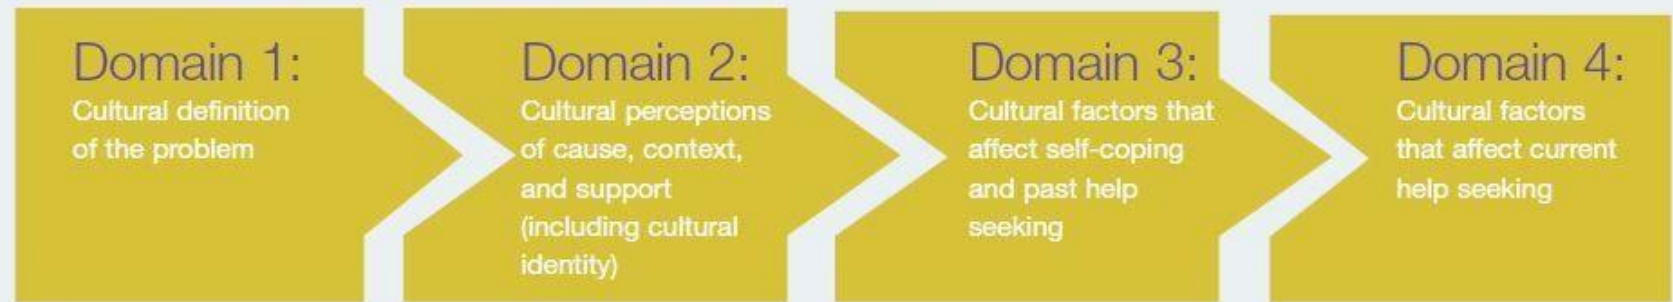 Domain 1:
Cultural definition
of the problem
Domain 2:
Cultural perceptions
of cause, context,
and support
(including cultural
identity)
Domain 3:
Cultural factors that
affect self-coping
and past help
seeking
Domain 4:
Cultural factors
that affect current
help seeking